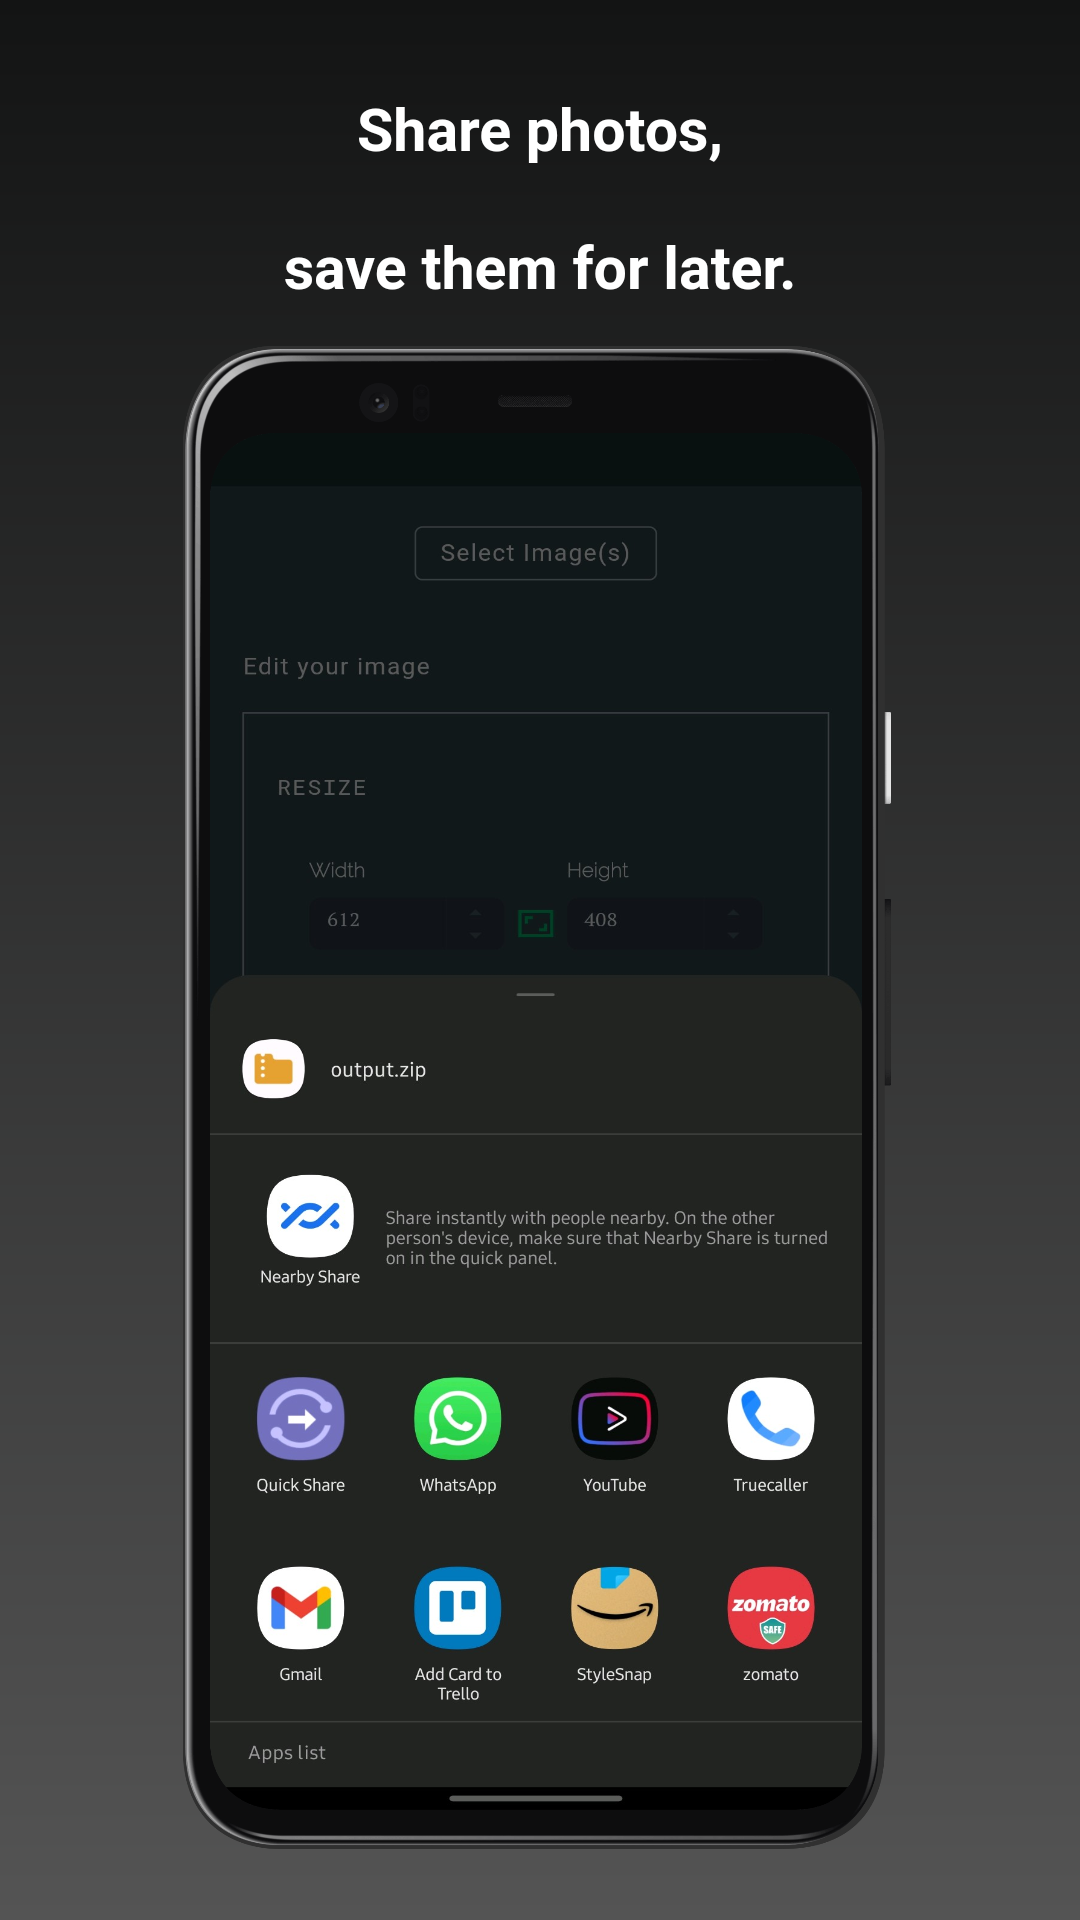 Share photos,
save them for later.
Select Image(s)
Edit your image
RESIZE
Width Height
612 408
output.zip
Share instantly with people nearby. On the other
person's device, make sure that Nearby Share is turned
on in the quick panel.
Nearby Share
Quick Share WhatsApp YouTube Truecaller
zomato
SAFE
Gmail Add Card to StyleSnap zomato
Trello
Apps list